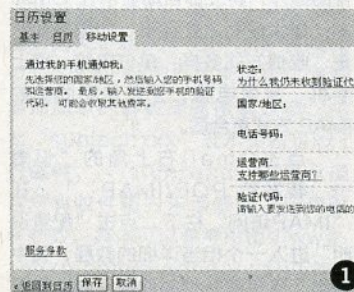 日历设置
基本 日历 移动设置
通过我的手机通知我:
先选择您的国家/地区，然后输入您的手机号码
和运营商。 最后，输入发送到您手机的验证
代码。 可能会收取其他费率。
状态:
为什么我仍未收到验证代
国家/地区:
电话号码:
运营商.
支持哪些运营商?
验证代码:
请输入要发送到您的电话的
服务条款
« 返回到日历 保存 取消
1